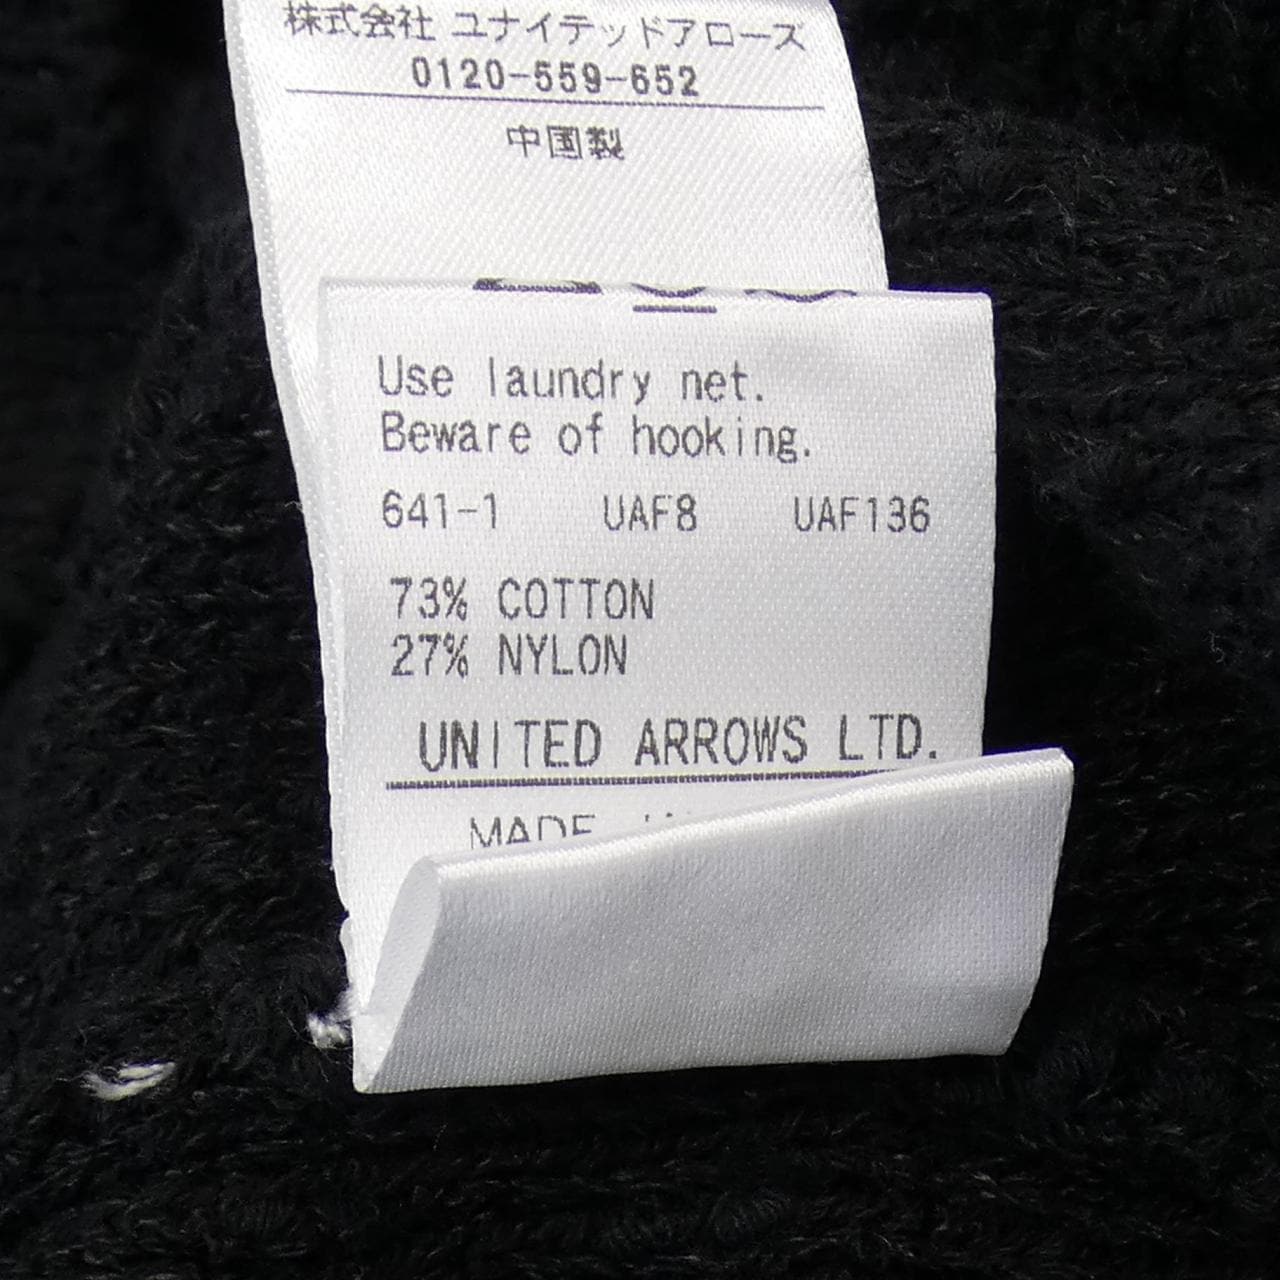 株式会社 ユナイテッドアローズ
0120-559-652
中国製
Use laundry net.
Beware of hooking.
641-1 UAF8 UAF136
73% COTTON
27% NYLON
UNITED ARROWS LTD.
MADE